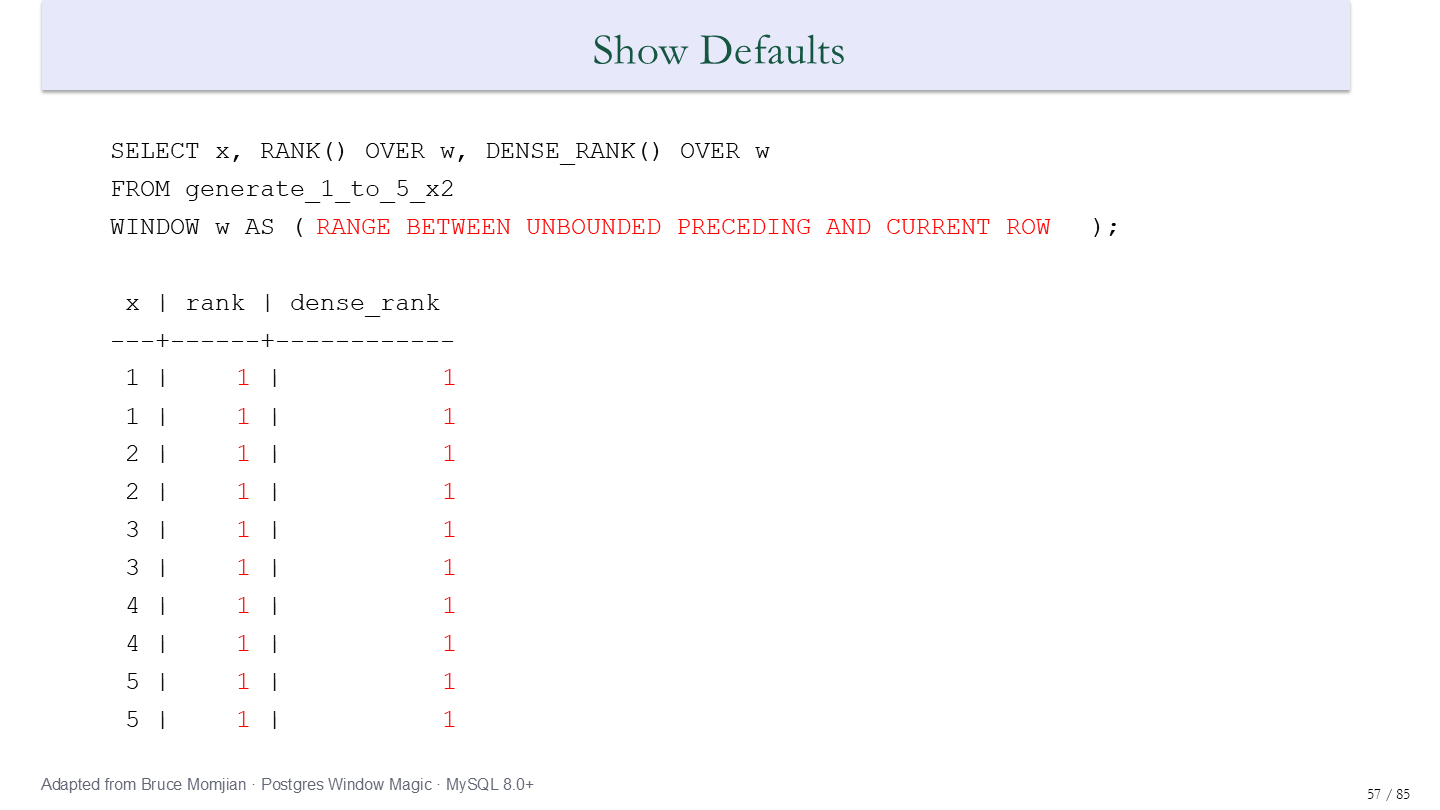 Show Defaults
SELECT x, RANK() OVER w, DENSE_RANK() OVER w
FROM generate_1_to_5_x2
WINDOW w AS ( RANGE BETWEEN UNBOUNDED PRECEDING AND CURRENT ROW );
 x | rank | dense_rank
---+------+------------
 1 |    1 |          1
 1 |    1 |          1
 2 |    1 |          1
 2 |    1 |          1
 3 |    1 |          1
 3 |    1 |          1
 4 |    1 |          1
 4 |    1 |          1
 5 |    1 |          1
 5 |    1 |          1
Adapted from Bruce Momjian · Postgres Window Magic · MySQL 8.0+
57 / 85